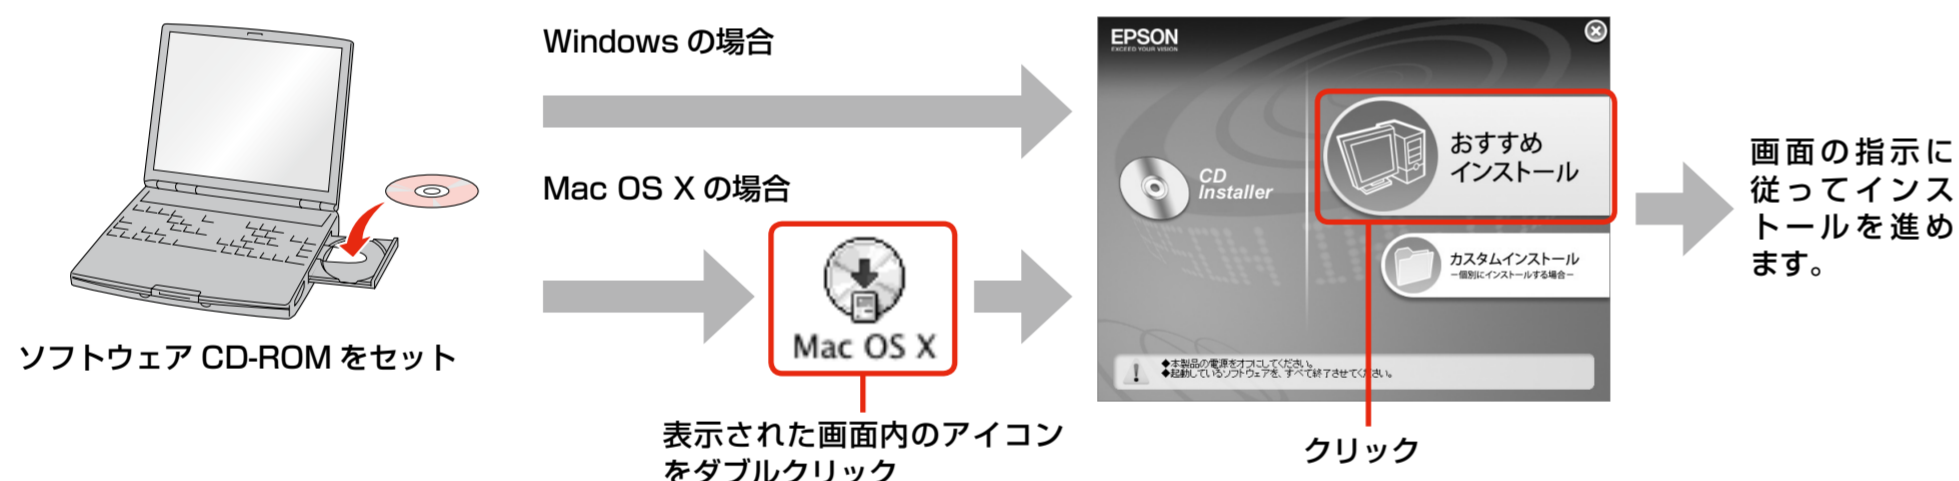 ソフトウェア CD-ROM をセット
Windows の場合
Mac OS X の場合
Mac OS X
表示された画面内のアイコン
をダブルクリック
EPSON
EXCEED YOUR VISION
CD
Installer
おすすめ
インストール
カスタムインストール
－個別にインストールする場合－
◆本製品の電源をオフにしてください。
◆起動しているソフトウェアを、すべて終了させてください。
クリック
画面の指示に
従ってインス
トールを進め
ます。